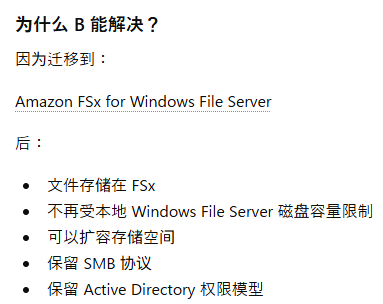 为什么 B 能解决？
因为迁移到：
Amazon FSx for Windows File Server
后：
• 文件存储在 FSx
• 不再受本地 Windows File Server 磁盘容量限制
• 可以扩容存储空间
• 保留 SMB 协议
• 保留 Active Directory 权限模型